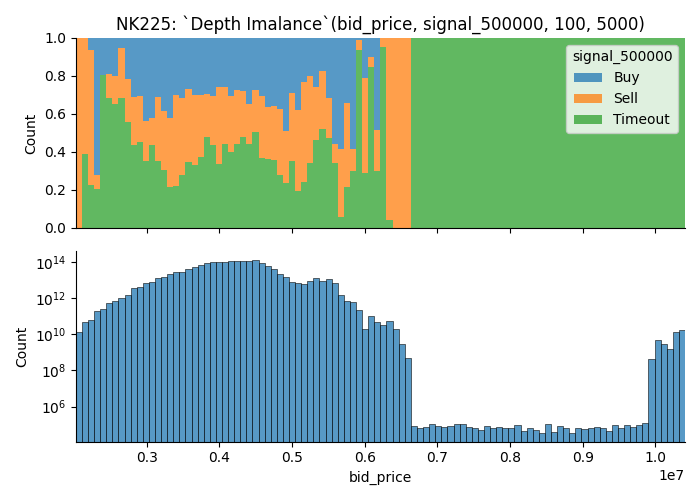 NK225: `Depth Imalance`(bid_price, signal_500000, 100, 5000)
1.0
0.8
0.6
0.4
0.2
0.0
Count
signal_500000
Buy
Sell
Timeout
10^14
10^12
10^10
10^8
10^6
Count
0.3 0.4 0.5 0.6 0.7 0.8 0.9 1.0
1e7
bid_price